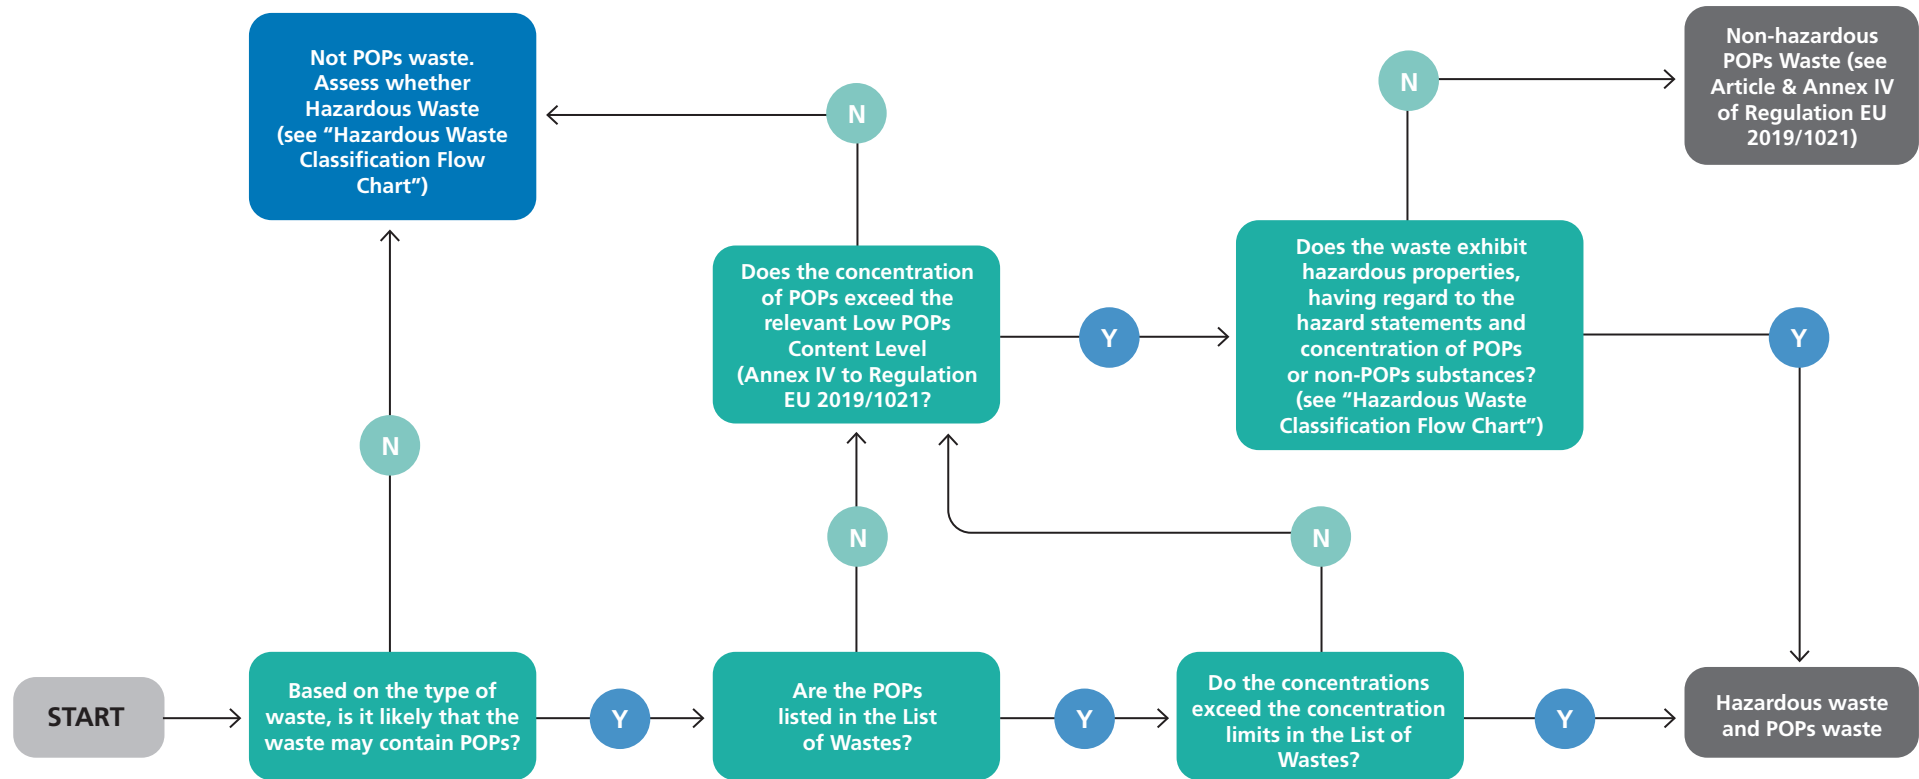 Not POPs waste.
Assess whether
Hazardous Waste
(see “Hazardous Waste
Classification Flow
Chart”)
N
N
Non-hazardous
POPs Waste (see
Article & Annex IV
of Regulation EU
2019/1021)
Does the concentration
of POPs exceed the
relevant Low POPs
Content Level
(Annex IV to Regulation
EU 2019/1021?
Y
Does the waste exhibit
hazardous properties,
having regard to the
hazard statements and
concentration of POPs
or non-POPs substances?
(see “Hazardous Waste
Classification Flow Chart”)
Y
N
N
N
START
Based on the type of
waste, is it likely that the
waste may contain POPs?
Y
Are the POPs
listed in the List
of Wastes?
Y
Do the concentrations
exceed the concentration
limits in the List of
Wastes?
Y
Hazardous waste
and POPs waste